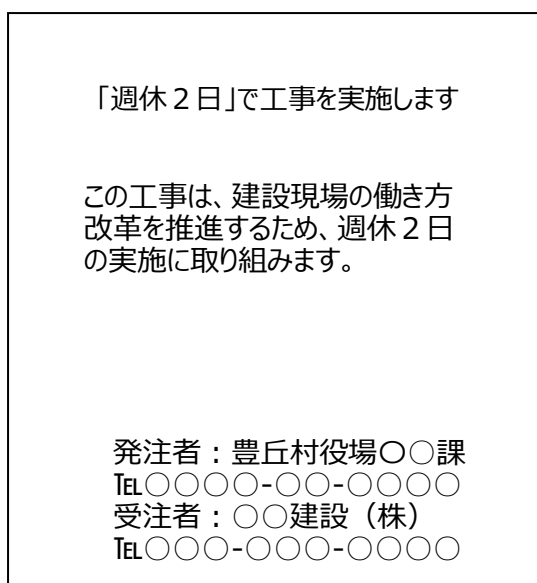 「週休２日」で工事を実施します
この工事は、建設現場の働き方
改革を推進するため、週休２日
の実施に取り組みます。
発注者：豊丘村役場〇○課
℡○○○○-○○-○○○○
受注者：○○建設（株）
℡○○○-○○○-○○○○